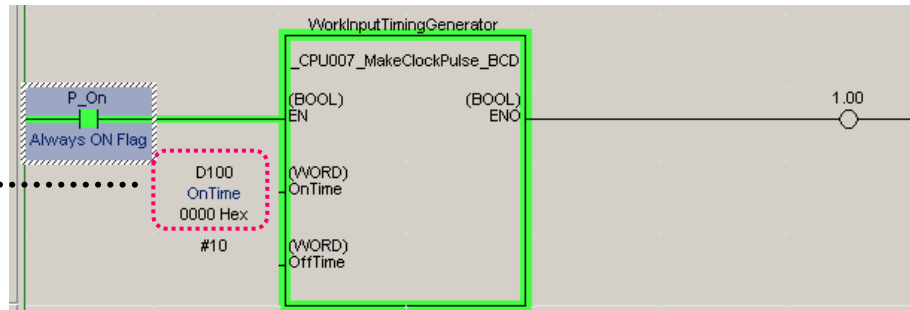 WorkInputTimingGenerator
_CPU007_MakeClockPulse_BCD
P_On
(BOOL) (BOOL)
EN ENO
1.00
Always ON Flag
D100 (WORD)
OnTime OnTime
0000 Hex
#10 (WORD)
OffTime